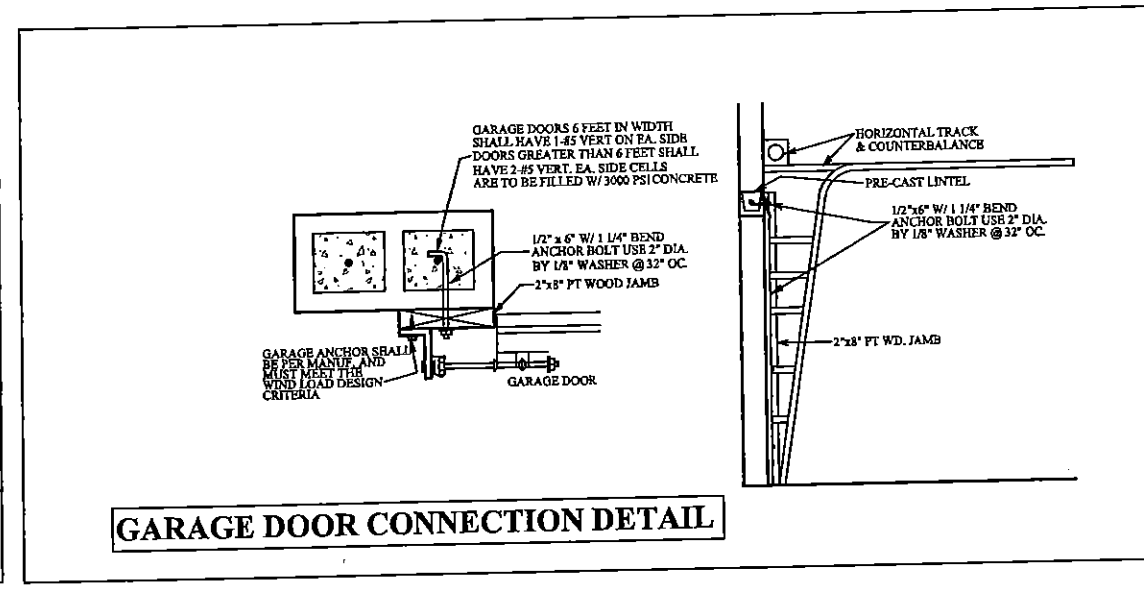 GARAGE DOORS 6 FEET IN WIDTH
SHALL HAVE 1-#5 VERT ON EA. SIDE
DOORS GREATER THAN 6 FEET SHALL
HAVE 2-#5 VERT. EA. SIDE CELLS
ARE TO BE FILLED W/ 3000 PSI CONCRETE
1/2" x 6" W/ 1 1/4" BEND
ANCHOR BOLT USE 2" DIA.
BY 1/8" WASHER @ 32" OC.
2"x8" PT WOOD JAMB
GARAGE ANCHOR SHALL
BE PER MANUF. AND
MUST MEET THE
WIND LOAD DESIGN
CRITERIA
GARAGE DOOR
HORIZONTAL TRACK
& COUNTERBALANCE
PRE-CAST LINTEL
1/2"x6" W/ 1 1/4" BEND
ANCHOR BOLT USE 2" DIA.
BY 1/8" WASHER @ 32" OC.
2"x8" PT WD. JAMB
GARAGE DOOR CONNECTION DETAIL